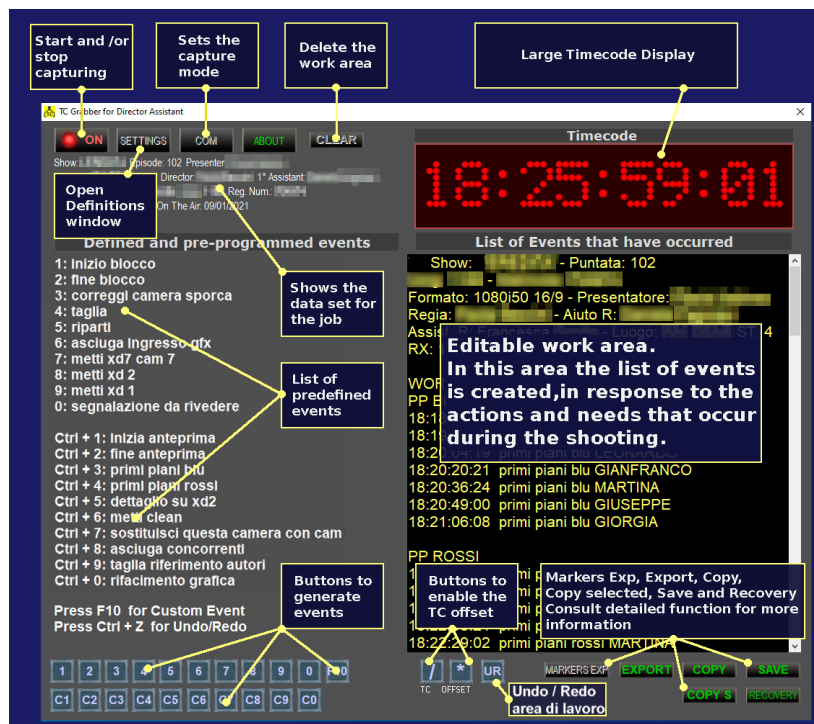 Start and /or
stop
capturing
Sets the
capture
mode
Delete the
work area
Large Timecode Display
TC Grabber for Director Assistant
ON
SETTINGS
COM
ABOUT
CLEAR
Timecode
Show: Episode: 102 Presenter
Director: 1° Assistant:
Reg. Num.:
On The Air: 09/01/2021
18:25:59:01
Open
Definitions
window
Defined and pre-programmed events
List of Events that have occurred
1: Inizio blocco
2: fine blocco
3: correggi camera sporca
4: taglia
5: riparti
6: asciuga Ingresso gfx
7: metti xd7 cam 7
8: metti xd 2
9: metti xd 1
0: segnalazione da rivedere
Ctrl + 1: Inizia anteprima
Ctrl + 2: fine anteprima
Ctrl + 3: primi piani blu
Ctrl + 4: primi piani rossi
Ctrl + 5: dettaglio su xd2
Ctrl + 6: metti clean
Ctrl + 7: sostituisci questa camera con cam
Ctrl + 8: asciuga concorrenti
Ctrl + 9: taglia riferimento autori
Ctrl + 0: rifacimento grafica
Press F10 for Custom Event
Press Ctrl + Z for Undo/Redo
Shows the
data set for
the job
List of
predefined
events
Buttons to
generate
events
Show: - Puntata: 102
Formato: 1080i50 16/9 - Presentatore:
Regia: - Aiuto R:
Editable work area.
In this area the list of events
is created,in response to the
actions and needs that occur
during the shooting.
18:20:04:19 primi piani blu LEONARDO
18:20:20:21 primi piani blu GIANFRANCO
18:20:36:24 primi piani blu MARTINA
18:20:49:00 primi piani blu GIUSEPPE
18:21:06:08 primi piani blu GIORGIA
PP ROSSI
18:22:29:02 primi piani rossi MARTINA
Buttons to
enable the
TC offset
Markers Exp, Export, Copy,
Copy selected, Save and Recovery
Consult detailed function for more
information
1 2 3 4 5 6 7 8 9 0 F10
C1 C2 C3 C4 C5 C6 C7 C8 C9 C0
/ * UR
TC OFFSET
Undo / Redo
area di lavoro
MARKERS EXP EXPORT COPY SAVE
COPY S RECOVERY